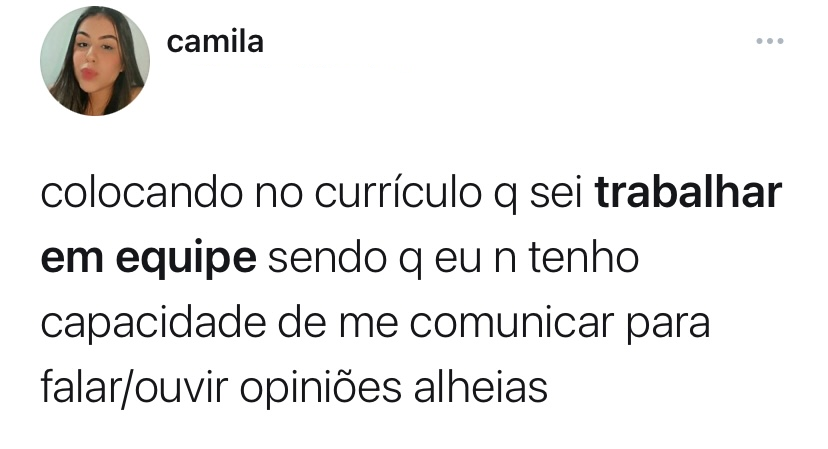 camila
colocando no currículo q sei trabalhar
em equipe sendo q eu n tenho
capacidade de me comunicar para
falar/ouvir opiniões alheias